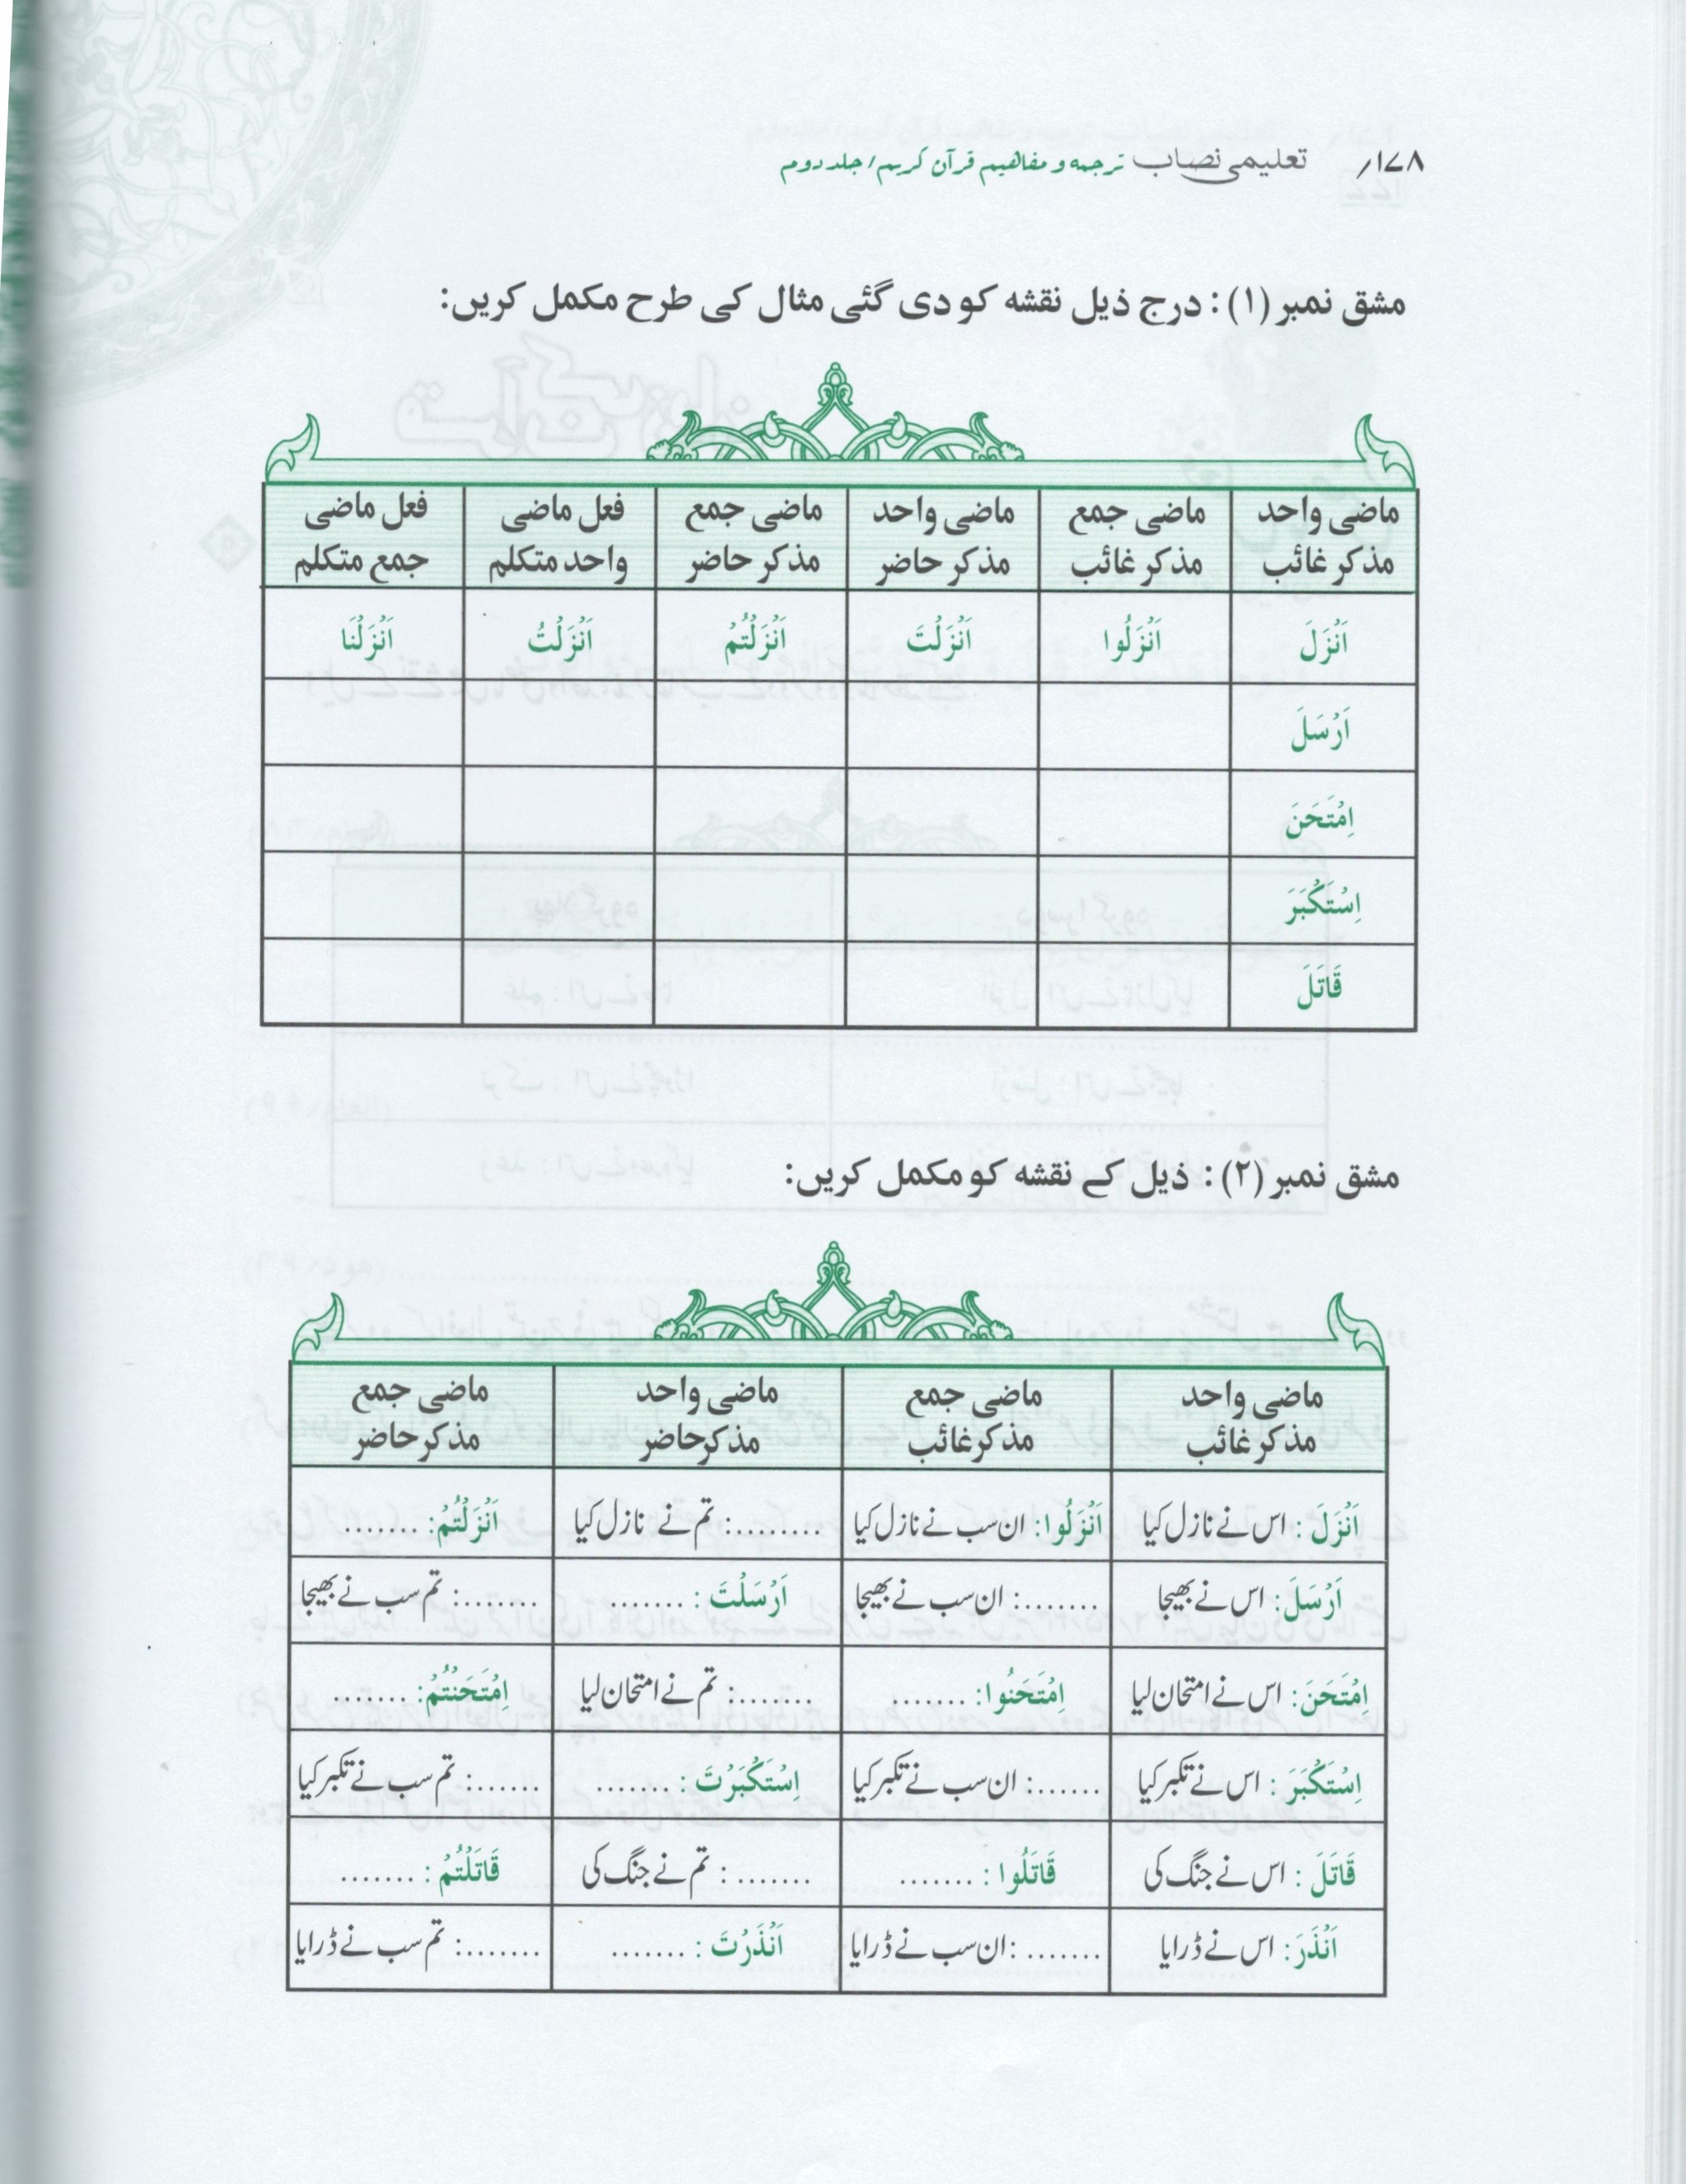 ۱۷۸/ تعلیمی نصاب ترجمه و مفاهیم قرآن کریم/ جلد دوم
مشق نمبر (۱): درج ذیل نقشہ کو دی گئی مثال کی طرح مکمل کریں:
ماضی واحد مذکر غائب | ماضی جمع مذکر غائب | ماضی واحد مذکر حاضر | ماضی جمع مذکر حاضر | فعل ماضی واحد متکلم | فعل ماضی جمع متکلم
اَنْزَلَ | اَنْزَلُوا | اَنْزَلْتَ | اَنْزَلْتُمْ | اَنْزَلْتُ | اَنْزَلْنَا
اَرْسَلَ
اِمْتَحَنَ
اِسْتَكْبَرَ
قَاتَلَ
مشق نمبر (۲): ذیل کے نقشہ کو مکمل کریں:
ماضی واحد مذکر غائب | ماضی جمع مذکر غائب | ماضی واحد مذکر حاضر | ماضی جمع مذکر حاضر
اَنْزَلَ : اس نے نازل کیا | اَنْزَلُوا: ان سب نے نازل کیا | ........: تم نے نازل کیا | اَنْزَلْتُمْ: .......
اَرْسَلَ: اس نے بھیجا | .......: ان سب نے بھیجا | اَرْسَلْتَ : ....... | .......: تم سب نے بھیجا
اِمْتَحَنَ: اس نے امتحان لیا | اِمْتَحَنُوا: ....... | .......: تم نے امتحان لیا | اِمْتَحَنْتُمْ: .......
اِسْتَكْبَرَ : اس نے تکبر کیا | .......: ان سب نے تکبر کیا | اِسْتَكْبَرْتَ : ....... | ......: تم سب نے تکبر کیا
قَاتَلَ : اس نے جنگ کی | قَاتَلُوا : ....... | ....... : تم نے جنگ کی | قَاتَلْتُمْ : .......
اَنْذَرَ: اس نے ڈرایا | ....... :ان سب نے ڈرایا | اَنْذَرْتَ : ....... | .......: تم سب نے ڈرایا